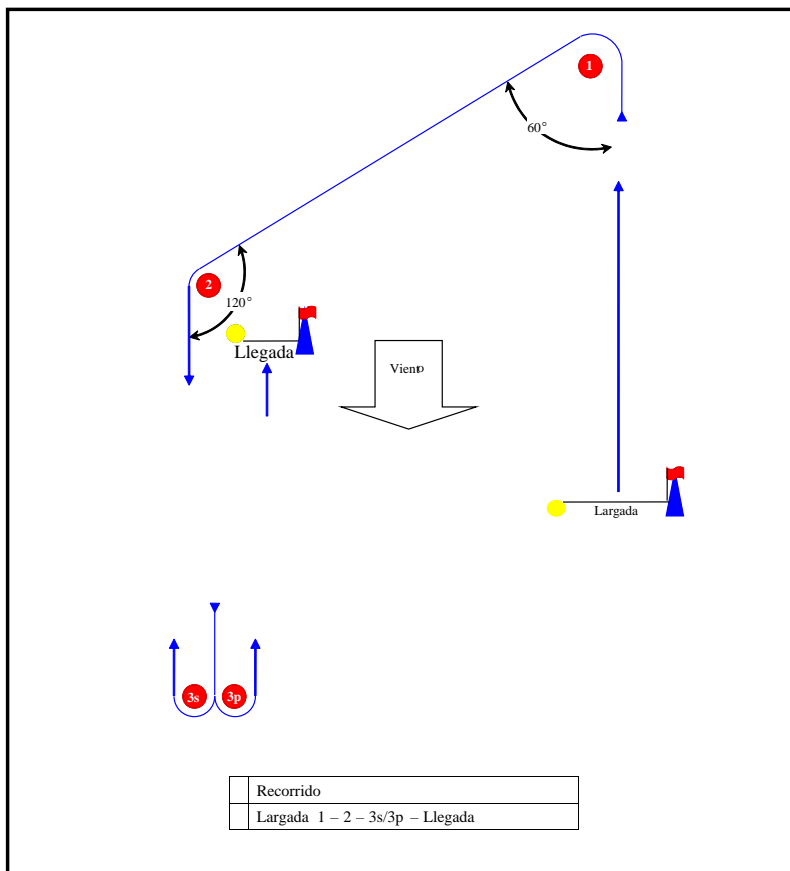 1
60°
2
120°
Llegada
Viento
Largada
3s 3p
Recorrido
Largada 1 – 2 – 3s/3p – Llegada